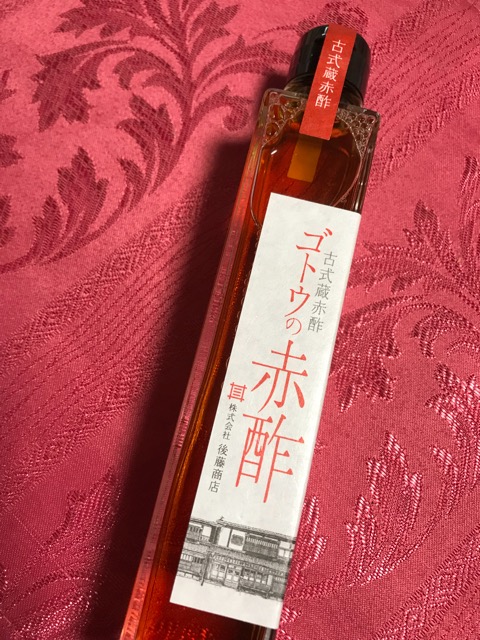 古式蔵赤酢
古式蔵赤酢
ゴトウの赤酢
株式会社 後藤商店